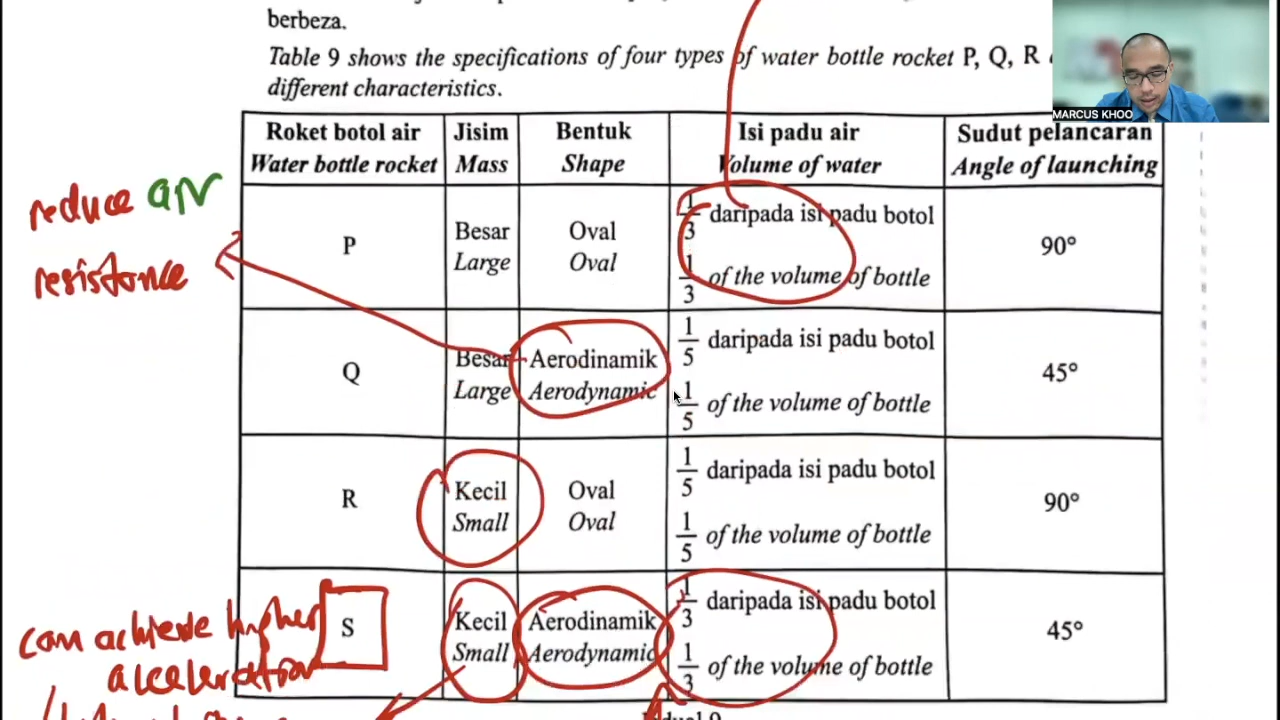 berbeza.
Table 9 shows the specifications of four types of water bottle rocket P, Q, R
different characteristics.
MARCUS KHOO
Roket botol air Jisim Bentuk Isi padu air Sudut pelancaran
Water bottle rocket Mass Shape Volume of water Angle of launching
reduce air
resistance
P
Besar
Large
Oval
Oval
1/3 daripada isi padu botol
1/3 of the volume of bottle
90°
Q
Besar
Large
Aerodinamik
Aerodynamic
1/5 daripada isi padu botol
1/5 of the volume of bottle
45°
R
Kecil
Small
Oval
Oval
1/5 daripada isi padu botol
1/5 of the volume of bottle
90°
can achieve higher
acceleration
S
Kecil
Small
Aerodinamik
Aerodynamic
1/3 daripada isi padu botol
1/3 of the volume of bottle
45°